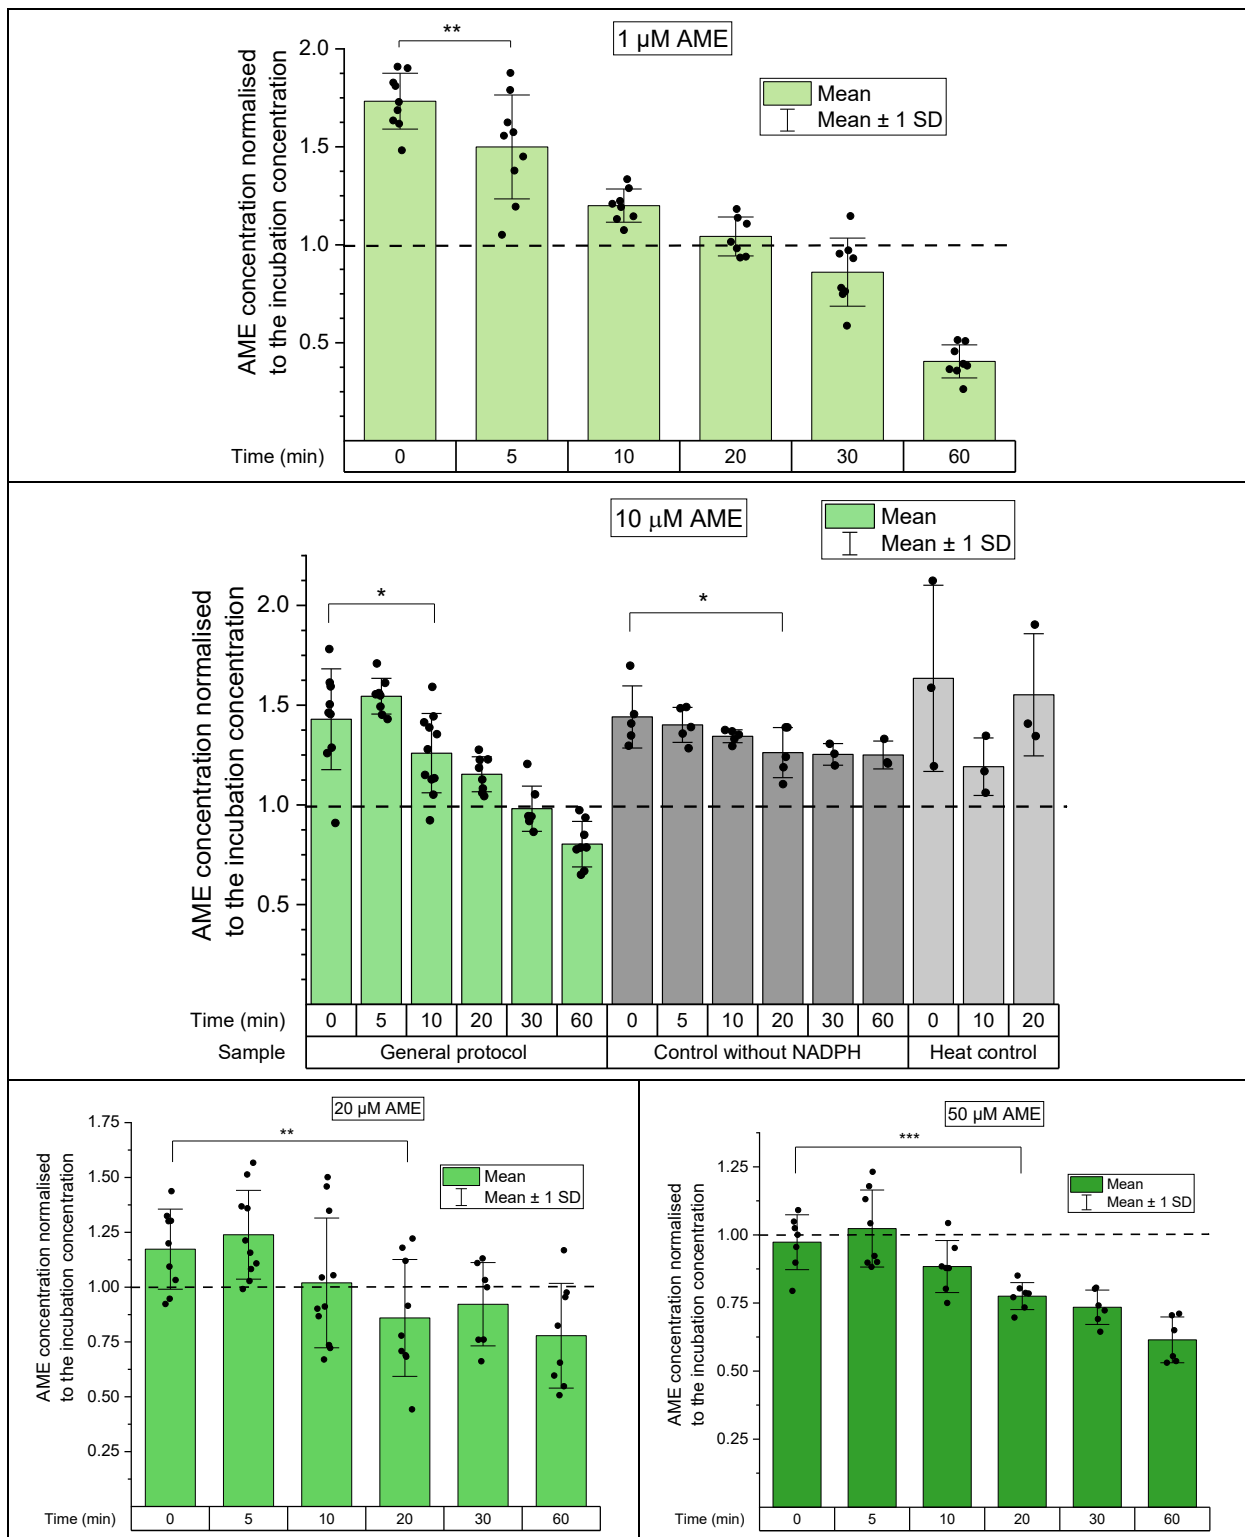 1 µM AME
**
Mean
Mean ± 1 SD
AME concentration normalised
to the incubation concentration
2.0
1.5
1.0
0.5
Time (min) 0 5 10 20 30 60
10 µM AME
Mean
Mean ± 1 SD
* *
AME concentration normalised
to the incubation concentration
2.0
1.5
1.0
0.5
Time (min) 0 5 10 20 30 60 0 5 10 20 30 60 0 10 20
Sample General protocol Control without NADPH Heat control
20 µM AME
**
Mean
Mean ± 1 SD
AME concentration normalised
to the incubation concentration
1.75
1.50
1.25
1.00
0.75
0.50
0.25
Time (min) 0 5 10 20 30 60
50 µM AME
***
Mean
Mean ± 1 SD
AME concentration normalised
to the incubation concentration
1.25
1.00
0.75
0.50
0.25
Time (min) 0 5 10 20 30 60